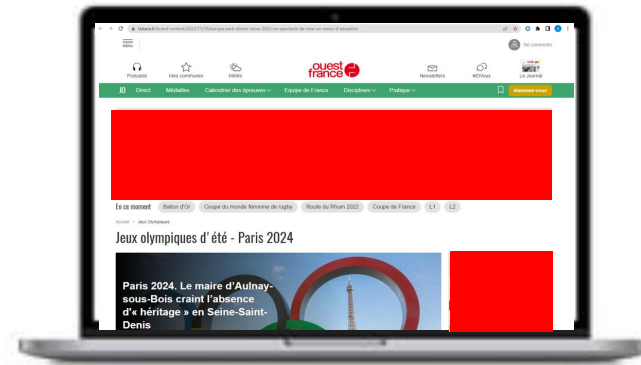 MENU
Se connecter
Podcasts Mes communes Météo ouest france Newsletters #EtVous Le Journal
JO Direct Médailles Calendrier des épreuves Equipe de France Disciplines Pratique Abonnez-vous
En ce moment Ballon d'Or Coupe du monde féminine de rugby Route du Rhum 2022 Coupe de France L1 L2
Accueil > Jeux Olympiques
Jeux olympiques d'été - Paris 2024
Paris 2024. Le maire d'Aulnay-
sous-Bois craint l'absence
d'« héritage » en Seine-Saint-
Denis